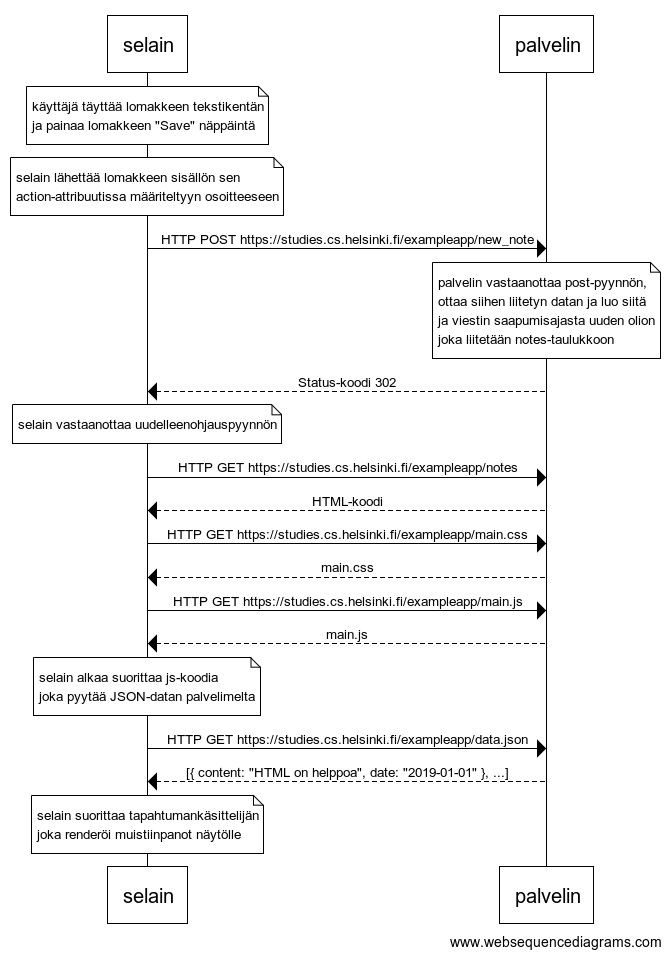 selain
palvelin
käyttäjä täyttää lomakkeen tekstikentän
ja painaa lomakkeen "Save" näppäintä
selain lähettää lomakkeen sisällön sen
action-attribuutissa määriteltyyn osoitteeseen
HTTP POST https://studies.cs.helsinki.fi/exampleapp/new_note
palvelin vastaanottaa post-pyynnön,
ottaa siihen liitetyn datan ja luo siitä
ja viestin saapumisajasta uuden olion
joka liitetään notes-taulukkoon
Status-koodi 302
selain vastaanottaa uudelleenohjauspyynnön
HTTP GET https://studies.cs.helsinki.fi/exampleapp/notes
HTML-koodi
HTTP GET https://studies.cs.helsinki.fi/exampleapp/main.css
main.css
HTTP GET https://studies.cs.helsinki.fi/exampleapp/main.js
main.js
selain alkaa suorittaa js-koodia
joka pyytää JSON-datan palvelimelta
HTTP GET https://studies.cs.helsinki.fi/exampleapp/data.json
[{ content: "HTML on helppoa", date: "2019-01-01" }, ...]
selain suorittaa tapahtumankäsittelijän
joka renderöi muistiinpanot näytölle
selain
palvelin
www.websequencediagrams.com